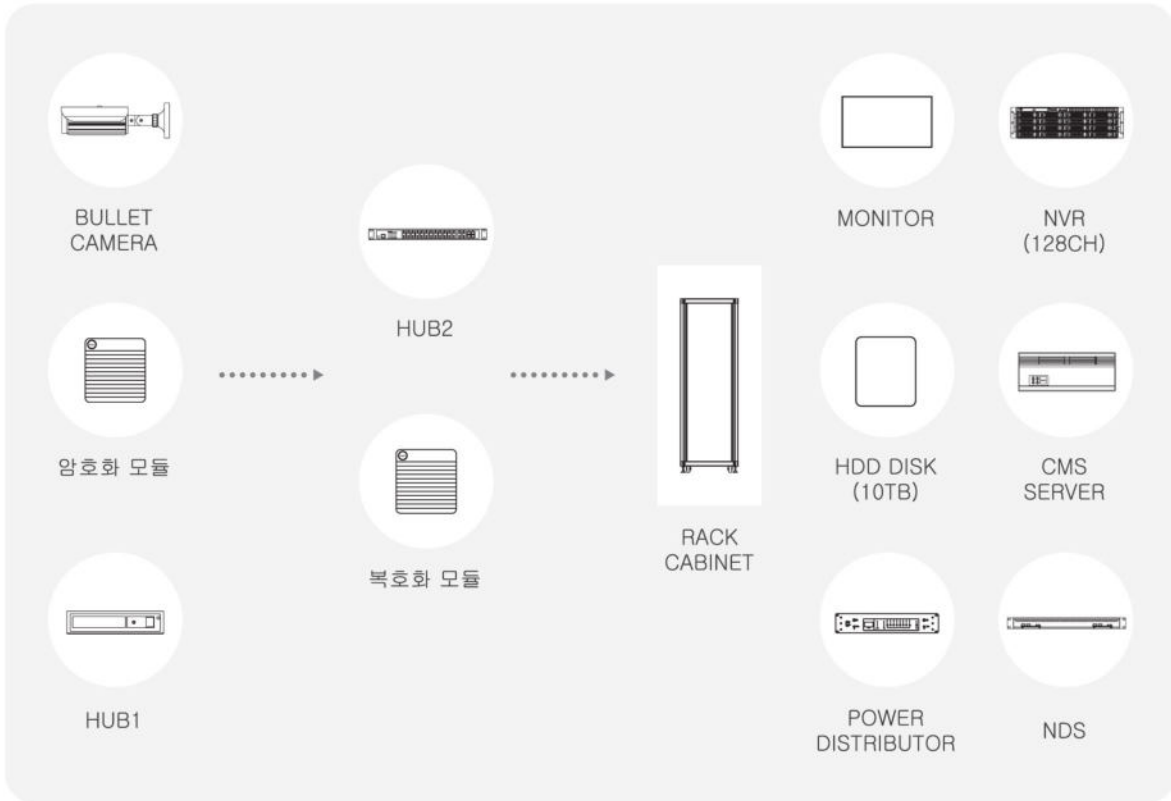 BULLET
CAMERA
암호화 모듈
HUB1
HUB2
복호화 모듈
RACK
CABINET
MONITOR
NVR
(128CH)
HDD DISK
(10TB)
CMS
SERVER
POWER
DISTRIBUTOR
NDS